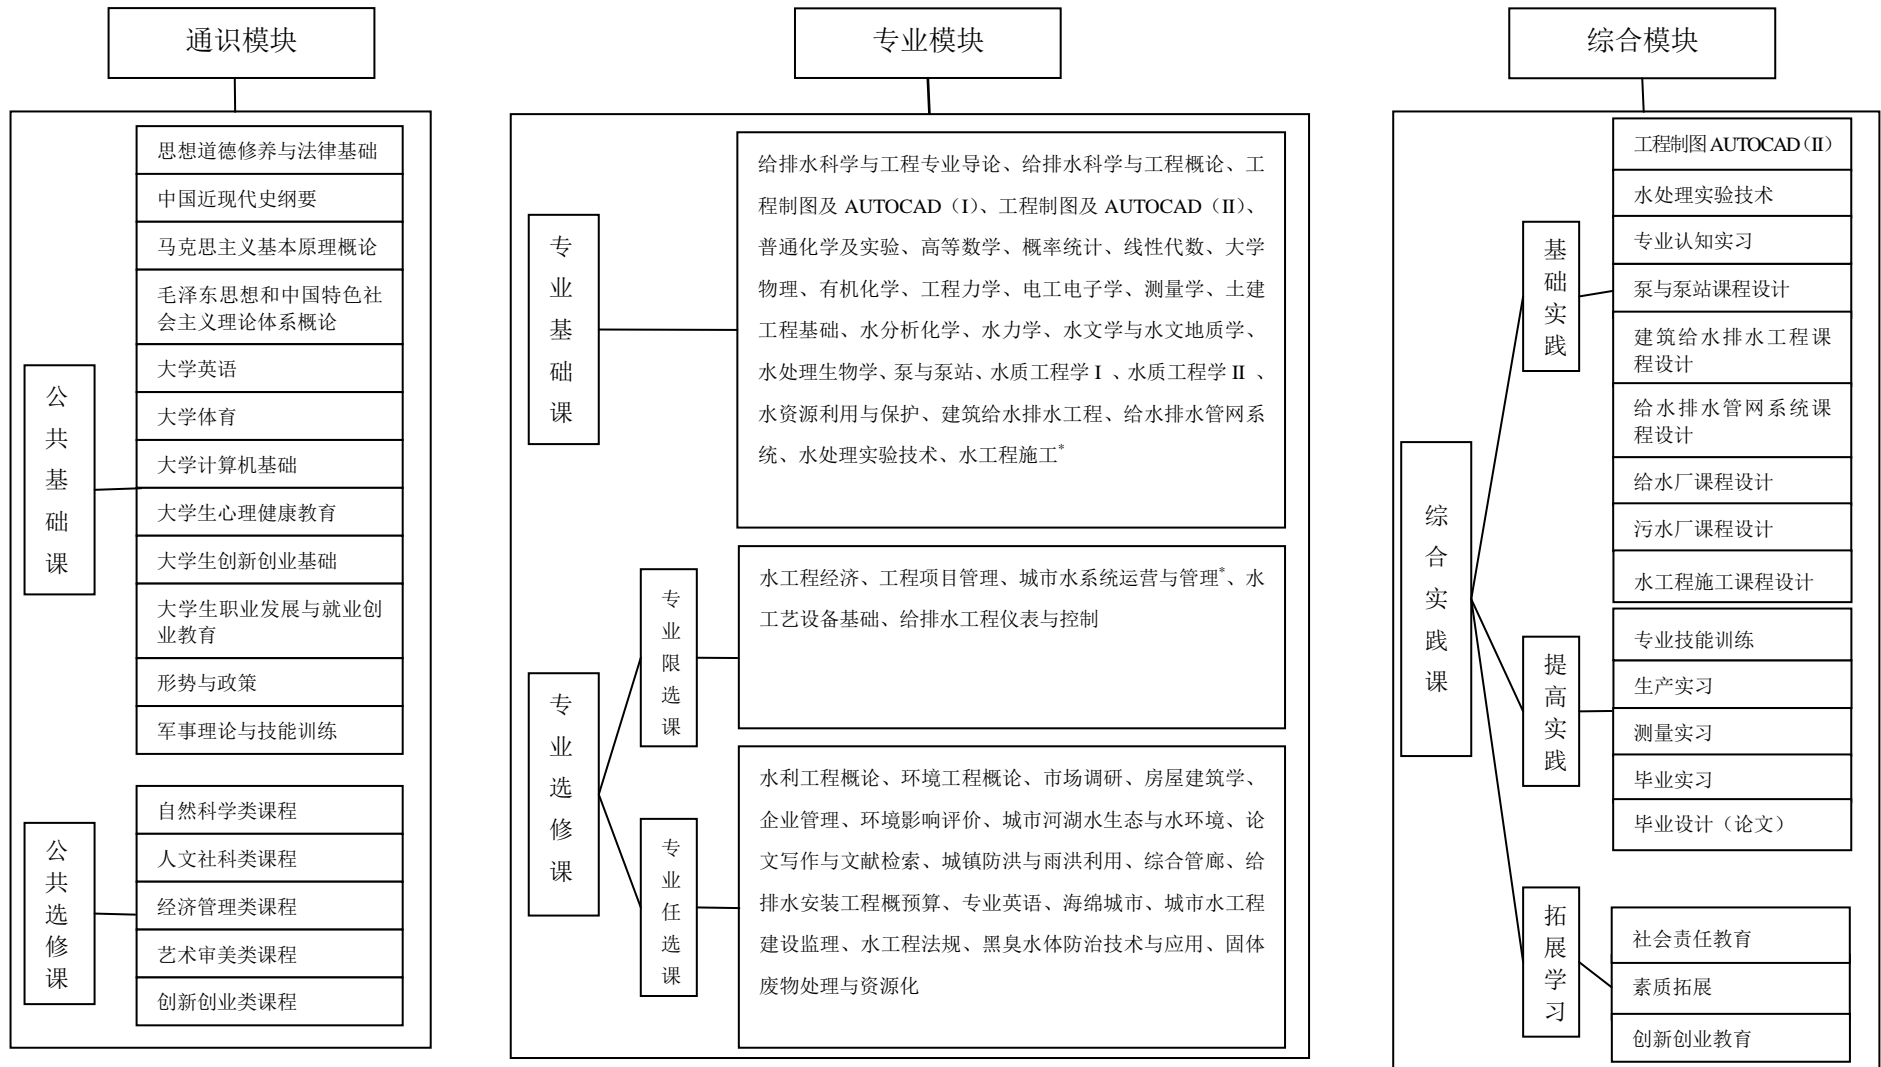 通识模块
公共基础课
思想道德修养与法律基础
中国近现代史纲要
马克思主义基本原理概论
毛泽东思想和中国特色社
会主义理论体系概论
大学英语
大学体育
大学计算机基础
大学生心理健康教育
大学生创新创业基础
大学生职业发展与就业创
业教育
形势与政策
军事理论与技能训练
公共选修课
自然科学类课程
人文社科类课程
经济管理类课程
艺术审美类课程
创新创业类课程
专业模块
专业基础课
给排水科学与工程专业导论、给排水科学与工程概论、工
程制图及 AUTOCAD（I）、工程制图及 AUTOCAD（II）、
普通化学及实验、高等数学、概率统计、线性代数、大学
物理、有机化学、工程力学、电工电子学、测量学、土建
工程基础、水分析化学、水力学、水文学与水文地质学、
水处理生物学、泵与泵站、水质工程学 I 、水质工程学 II 、
水资源利用与保护、建筑给水排水工程、给水排水管网系
统、水处理实验技术、水工程施工*
专业选修课
专业限选课
水工程经济、工程项目管理、城市水系统运营与管理*、水
工艺设备基础、给排水工程仪表与控制
专业任选课
水利工程概论、环境工程概论、市场调研、房屋建筑学、
企业管理、环境影响评价、城市河湖水生态与水环境、论
文写作与文献检索、城镇防洪与雨洪利用、综合管廊、给
排水安装工程概预算、专业英语、海绵城市、城市水工程
建设监理、水工程法规、黑臭水体防治技术与应用、固体
废物处理与资源化
综合模块
综合实践课
基础实践
工程制图 AUTOCAD（II）
水处理实验技术
专业认知实习
泵与泵站课程设计
建筑给水排水工程课
程设计
给水排水管网系统课
程设计
给水厂课程设计
污水厂课程设计
水工程施工课程设计
提高实践
专业技能训练
生产实习
测量实习
毕业实习
毕业设计（论文）
拓展学习
社会责任教育
素质拓展
创新创业教育